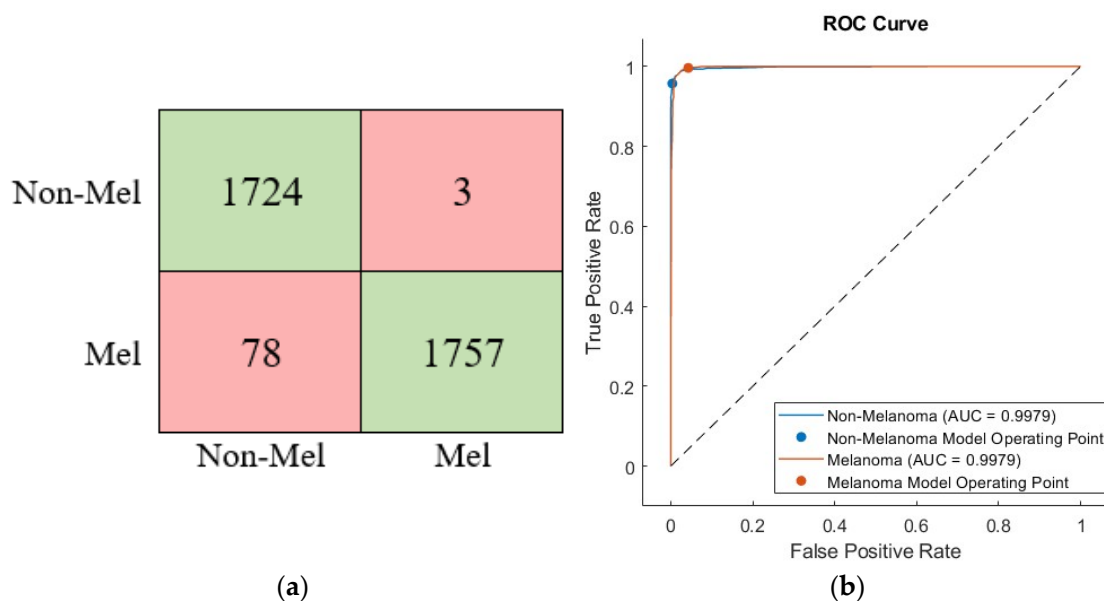 Non-Mel
1724
3
Mel
78
1757
Non-Mel
Mel
(a)
ROC Curve
True Positive Rate
1
0.8
0.6
0.4
0.2
0
Non-Melanoma (AUC = 0.9979)
Non-Melanoma Model Operating Point
Melanoma (AUC = 0.9979)
Melanoma Model Operating Point
0
0.2
0.4
0.6
0.8
1
False Positive Rate
(b)